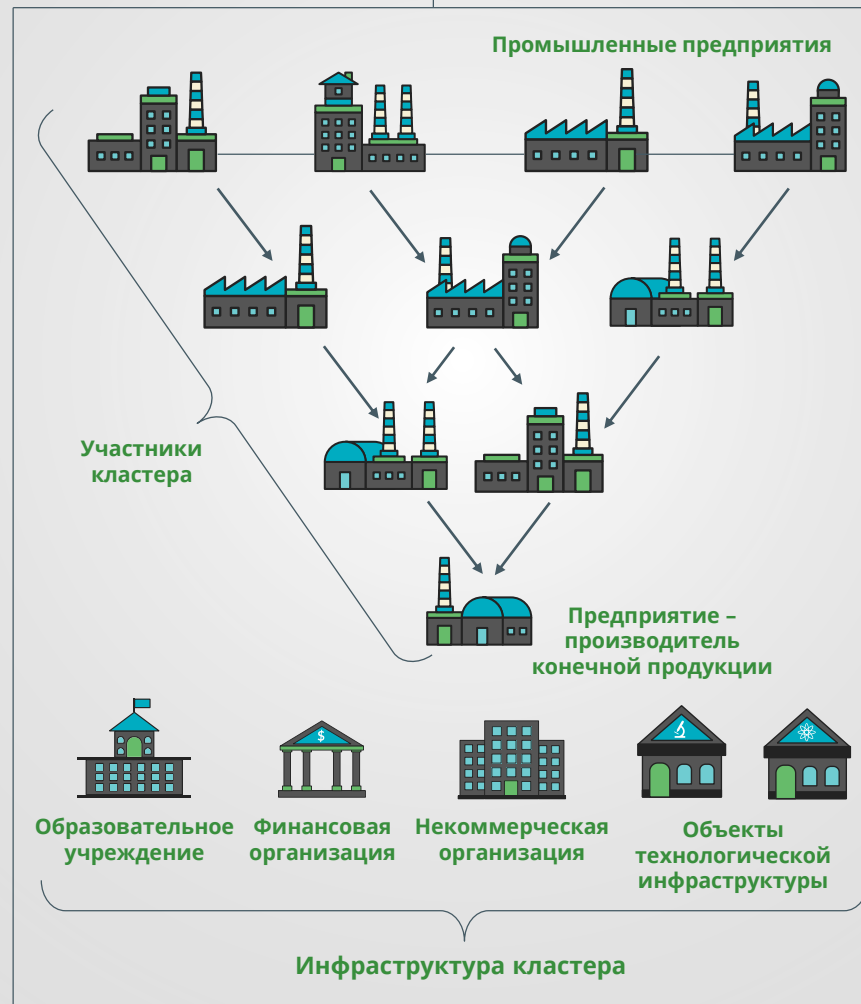 Промышленные предприятия
Участники
кластера
Предприятие –
производитель
конечной продукции
$
Образовательное
учреждение
Финансовая
организация
Некоммерческая
организация
Объекты
технологической
инфраструктуры
Инфраструктура кластера